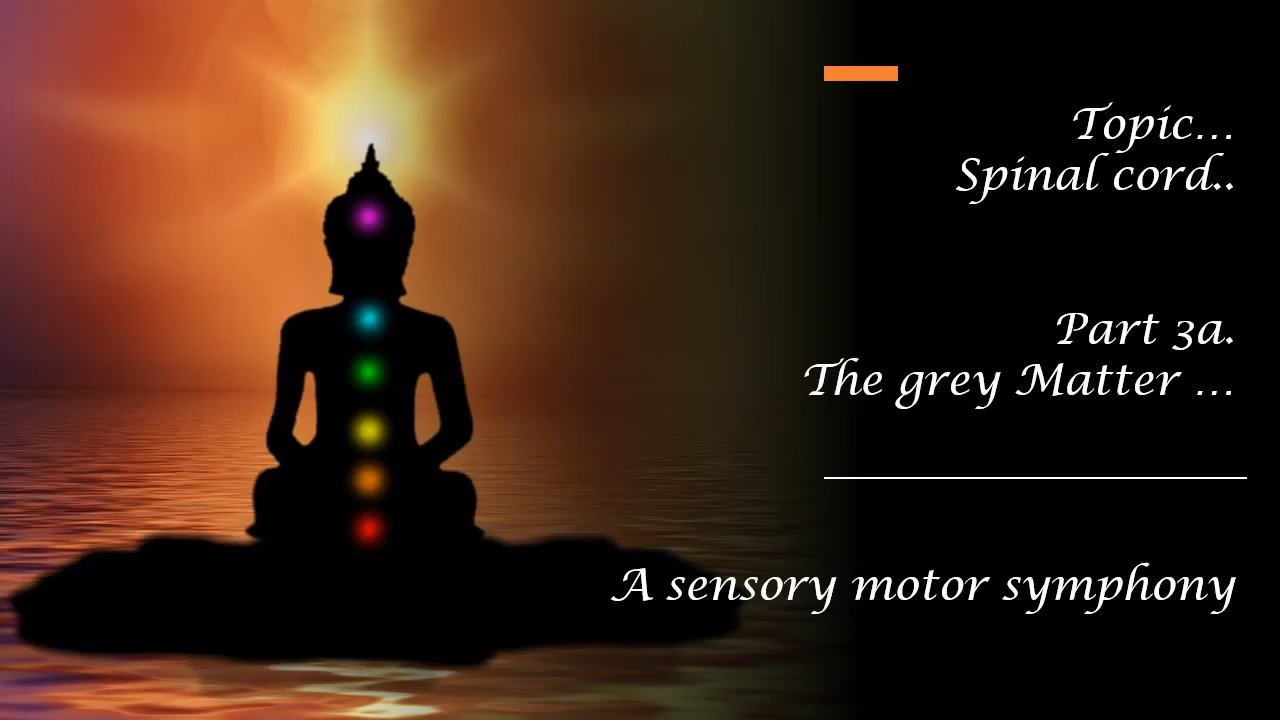 Topic...
Spinal cord..
Part 3a.
The grey Matter ...
A sensory motor symphony